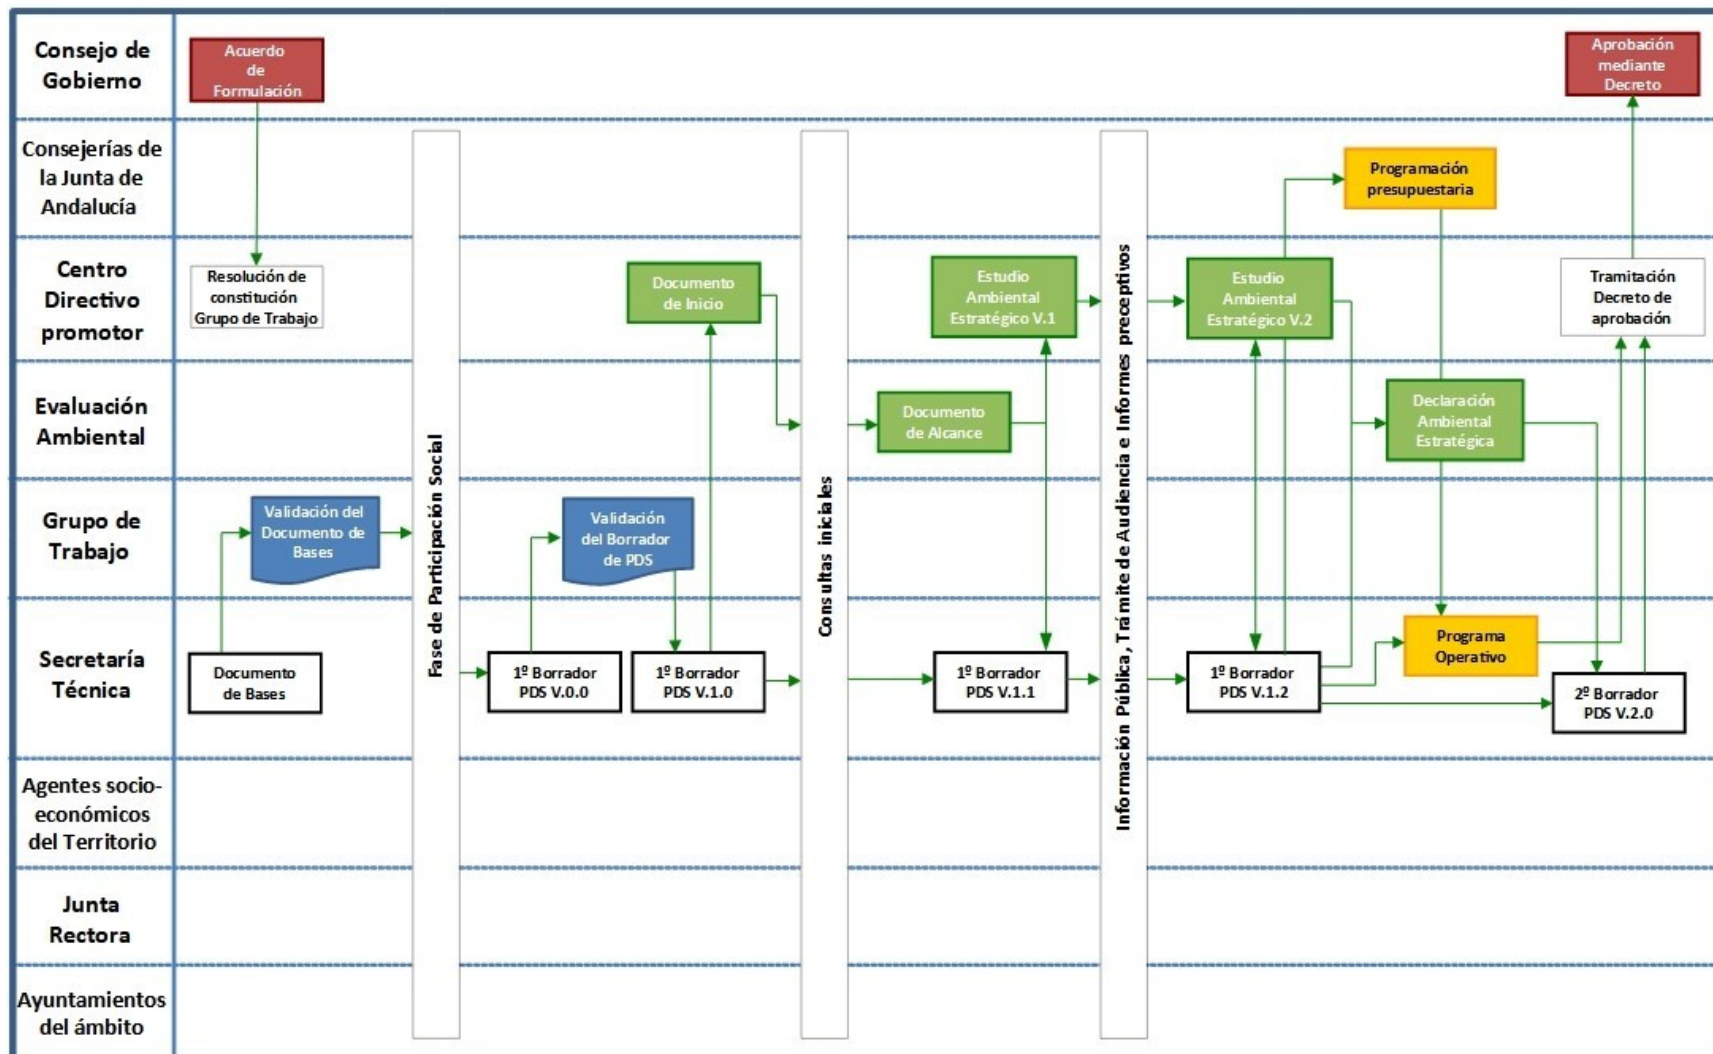 Consejo de
Gobierno
Acuerdo
de
Formulación
Aprobación
mediante
Decreto
Consejerías de
la Junta de
Andalucía
Programación
presupuestaria
Centro
Directivo
promotor
Resolución de
constitución
Grupo de Trabajo
Documento
de Inicio
Estudio
Ambiental
Estratégico V.1
Estudio
Ambiental
Estratégico V.2
Tramitación
Decreto de
aprobación
Evaluación
Ambiental
Documento
de Alcance
Declaración
Ambiental
Estratégica
Grupo de
Trabajo
Validación del
Documento de
Bases
Validación
del Borrador
de PDS
Secretaría
Técnica
Documento
de Bases
1º Borrador
PDS V.0.0
1º Borrador
PDS V.1.0
1º Borrador
PDS V.1.1
1º Borrador
PDS V.1.2
Programa
Operativo
2º Borrador
PDS V.2.0
Fase de Participación Social
Consultas iniciales
Información Pública, Trámite de Audiencia e Informes preceptivos
Agentes socio-
económicos
del Territorio
Junta
Rectora
Ayuntamientos
del ámbito